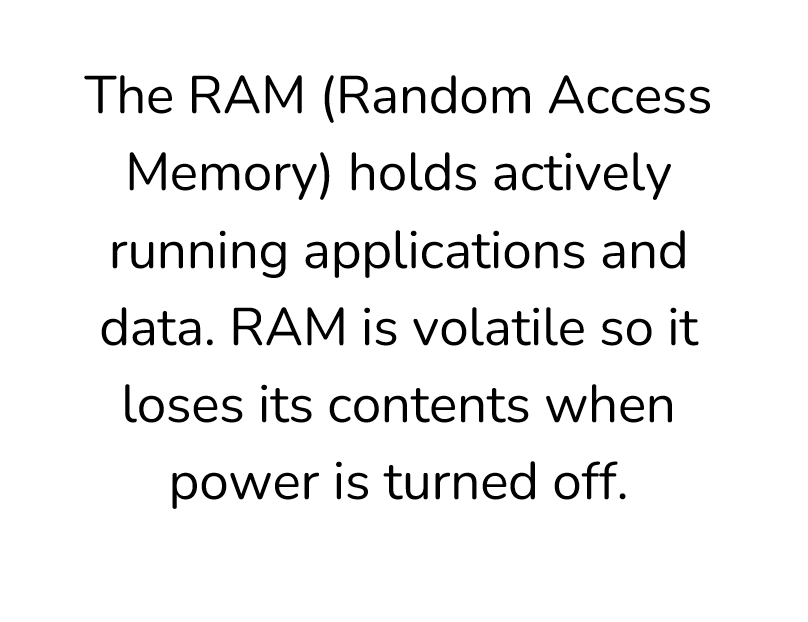 The RAM (Random Access
Memory) holds actively
running applications and
data. RAM is volatile so it
loses its contents when
power is turned off.